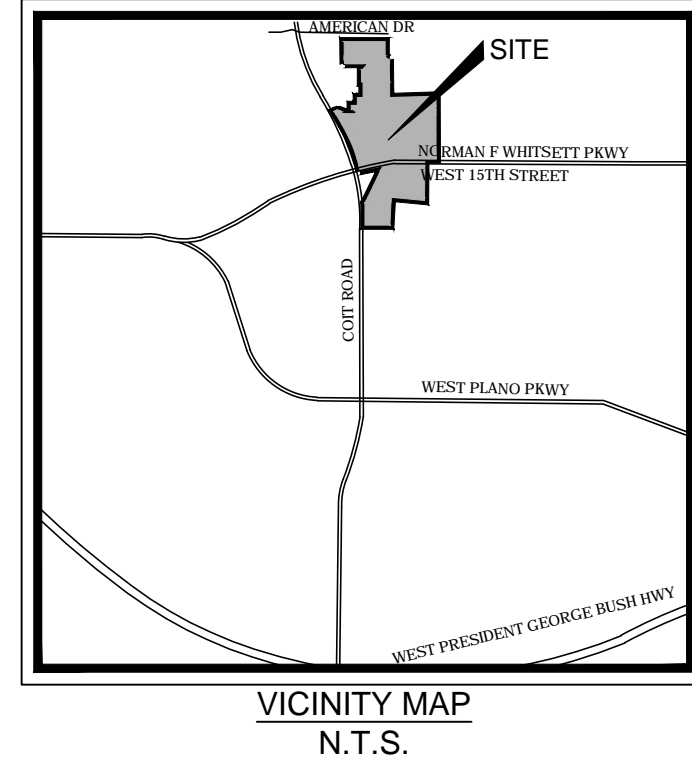 AMERICAN DR
SITE
NORMAN F WHITSETT PKWY
WEST 15TH STREET
COIT ROAD
WEST PLANO PKWY
WEST PRESIDENT GEORGE BUSH HWY
VICINITY MAP
N.T.S.